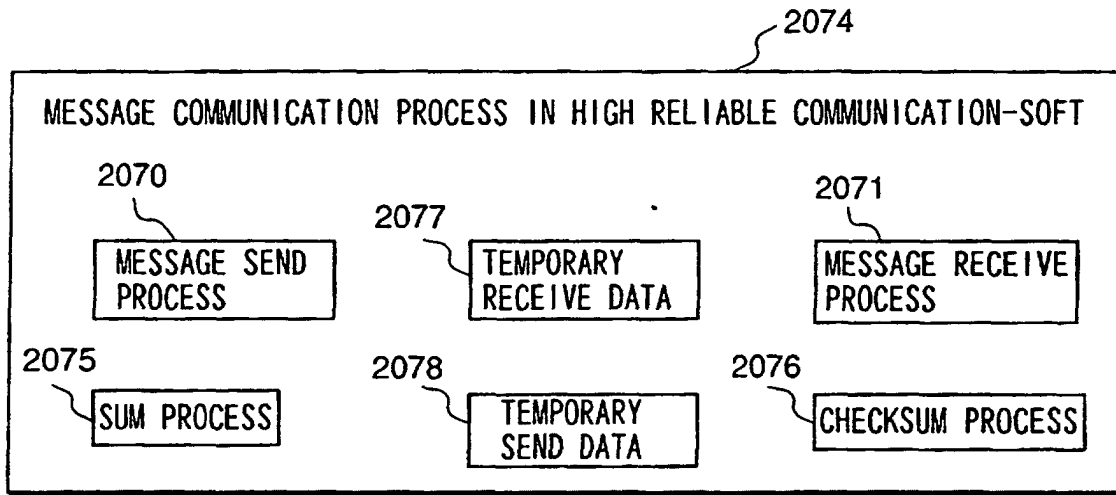 2074
MESSAGE COMMUNICATION PROCESS IN HIGH RELIABLE COMMUNICATION-SOFT
2070
MESSAGE SEND
PROCESS
2077
TEMPORARY
RECEIVE DATA
2071
MESSAGE RECEIVE
PROCESS
2075
SUM PROCESS
2078
TEMPORARY
SEND DATA
2076
CHECKSUM PROCESS